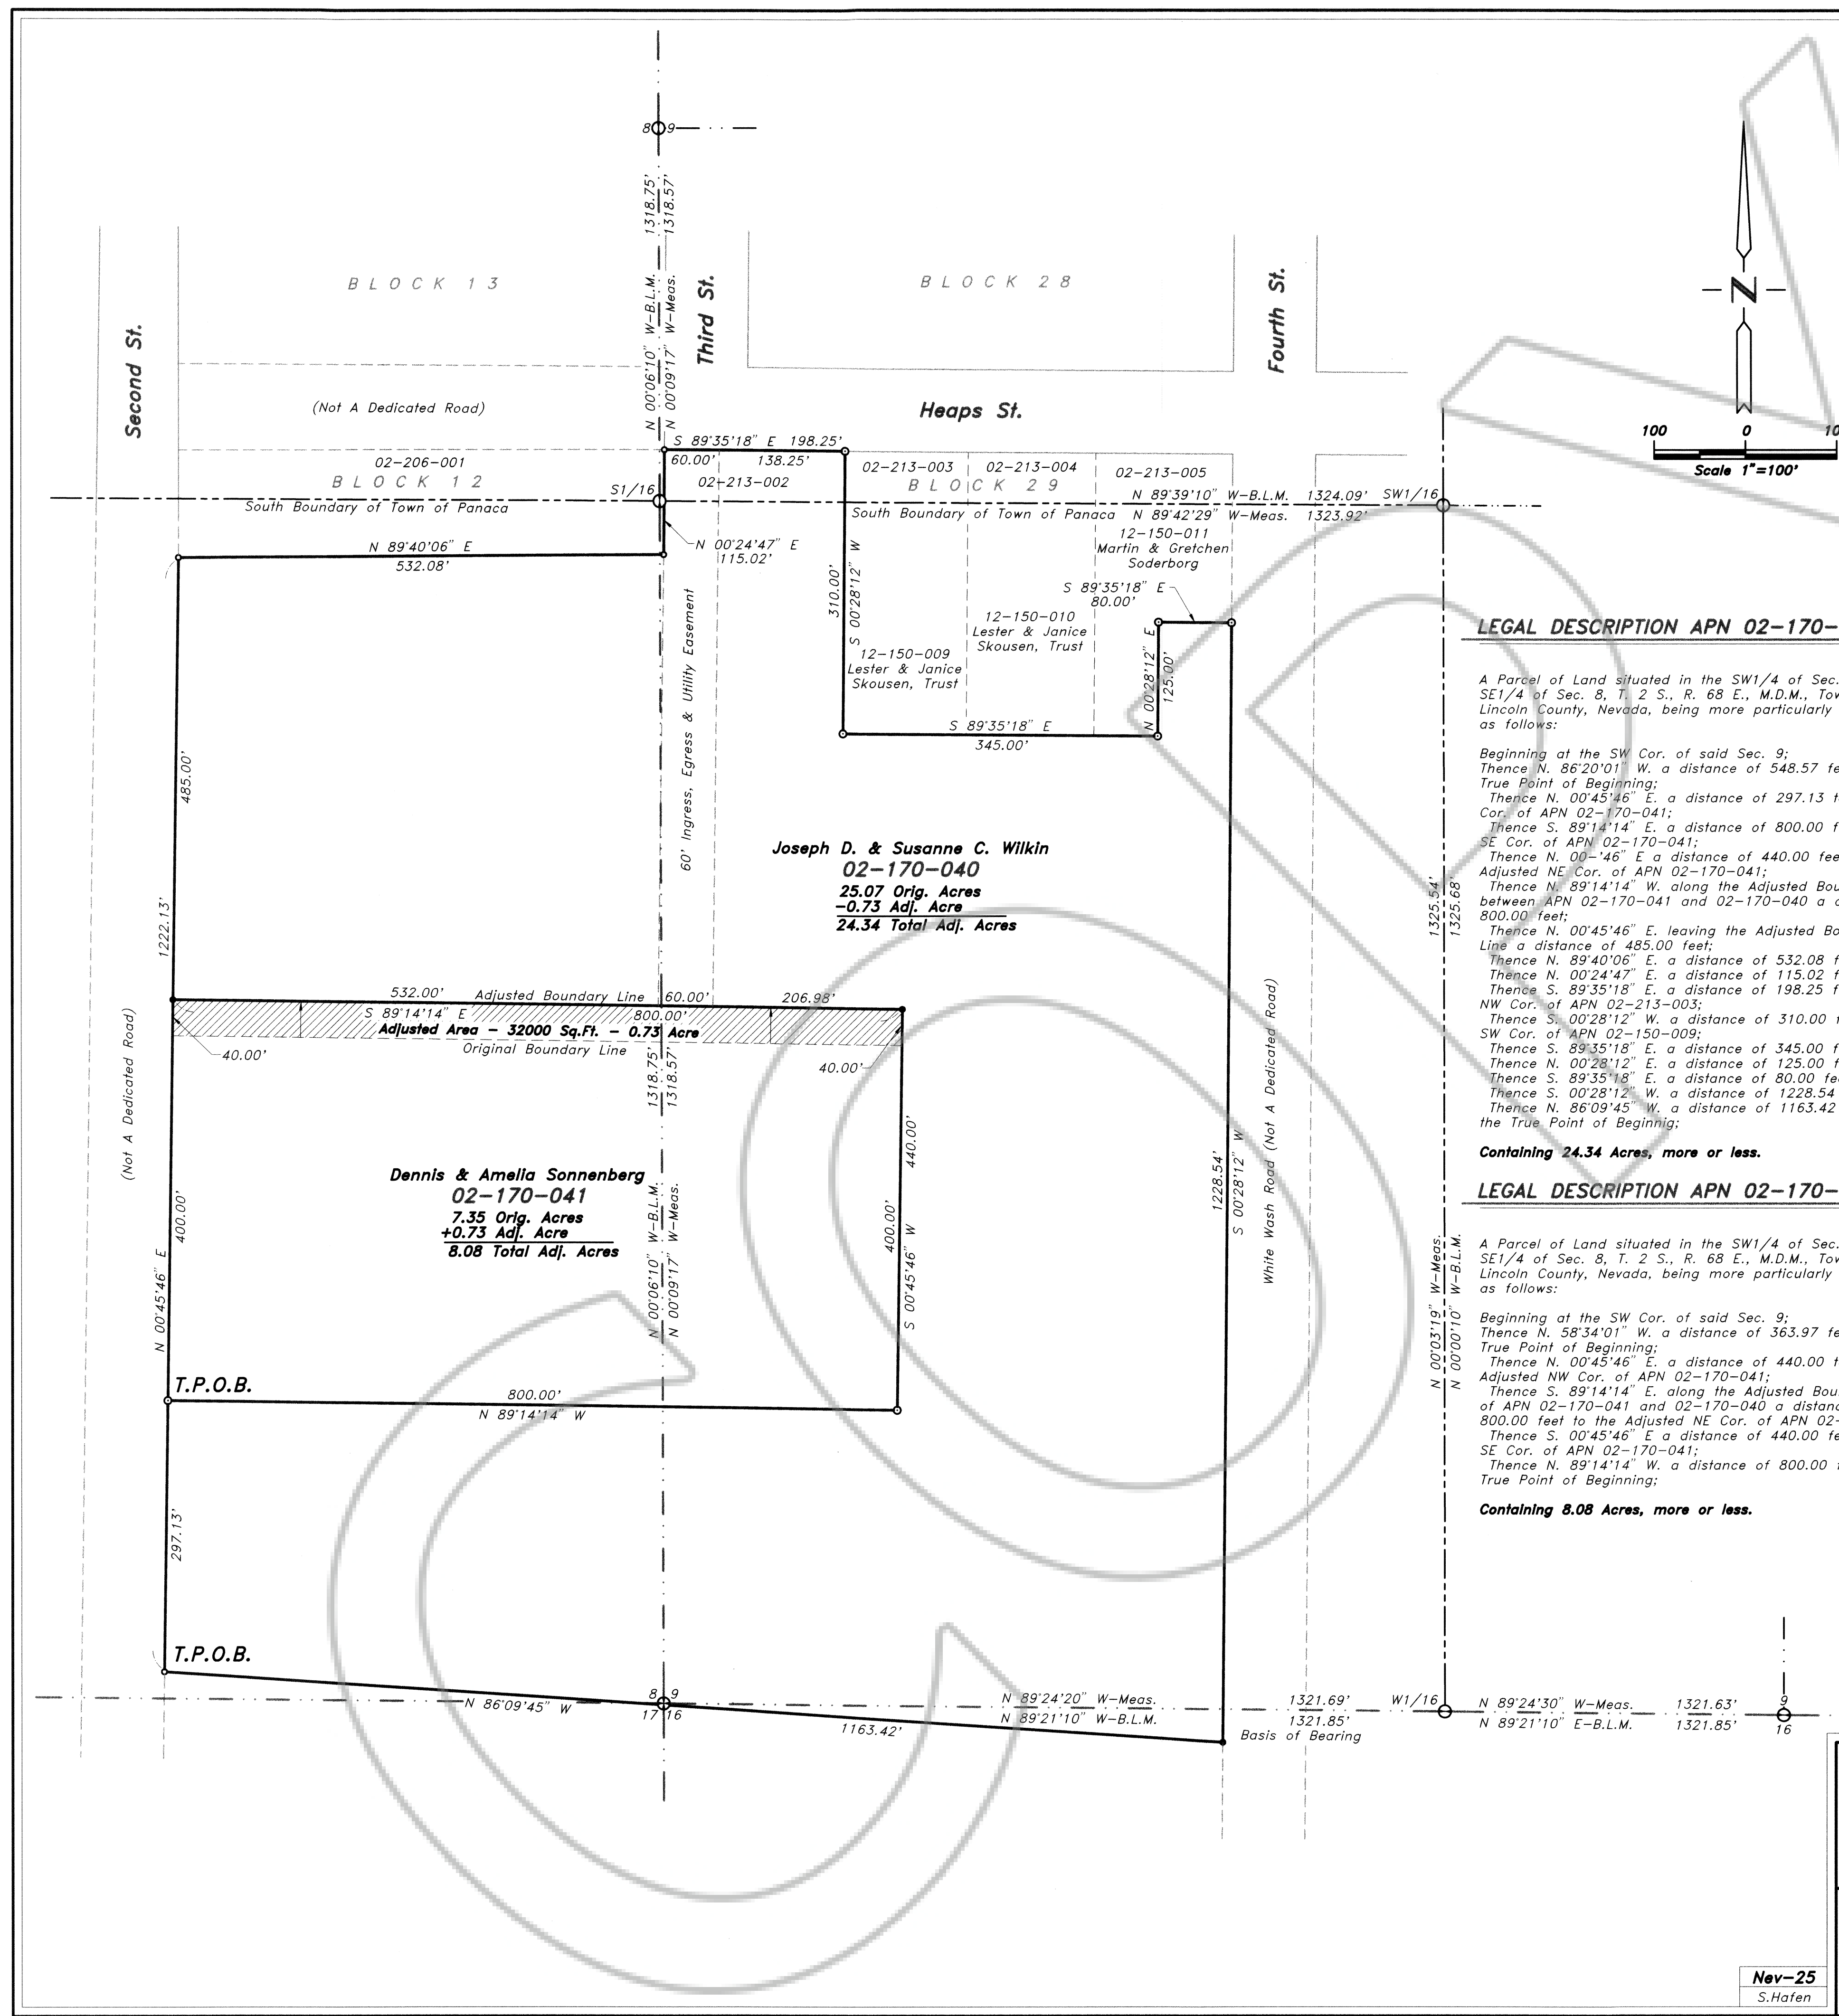 8 9
N 00°06'10" W-B.L.M. 1318.75'
N 00°09'17" W-Meas. 1318.57'
BLOCK 13
BLOCK 28
Second St.
Third St.
Fourth St.
N
(Not A Dedicated Road)
Heaps St.
100 0 10
Scale 1"=100'
S 89°35'18" E 198.25'
60.00' 138.25'
02-206-001
BLOCK 12
02-213-002
02-213-003
02-213-004
02-213-005
BLOCK 29
S1/16
South Boundary of Town of Panaca
N 89°39'10" W-B.L.M. 1324.09'
SW1/16
South Boundary of Town of Panaca N 89°42'29" W-Meas. 1323.92'
12-150-011
Martin & Gretchen
Soderborg
N 89°40'06" E
532.08'
N 00°24'47" E
115.02'
310.00'
S 00°28'12" W
S 89°35'18" E
80.00'
12-150-010
Lester & Janice
Skousen, Trust
12-150-009
Lester & Janice
Skousen, Trust
N 00°28'12" E
125.00'
S 89°35'18" E
345.00'
485.00'
1222.13'
60' Ingress, Egress & Utility Easement
Joseph D. & Susanne C. Wilkin
02-170-040
25.07 Orig. Acres
-0.73 Adj. Acre
24.34 Total Adj. Acres
1325.54'
1325.68'
532.00' Adjusted Boundary Line 60.00' 206.98'
S 89°14'14" E 800.00'
Adjusted Area - 32000 Sq.Ft. - 0.73 Acre
Original Boundary Line
40.00'
40.00'
(Not A Dedicated Road)
1318.75'
1318.57'
N 00°06'10" W-B.L.M.
N 00°09'17" W-Meas.
440.00'
400.00'
S 00°45'46" W
White Wash Road (Not A Dedicated Road)
1228.54'
S 00°28'12" W
Dennis & Amelia Sonnenberg
02-170-041
7.35 Orig. Acres
+0.73 Adj. Acre
8.08 Total Adj. Acres
400.00'
N 00°45'46" E
N 00°03'19" W-Meas.
N 00°00'10" W-B.L.M.
T.P.O.B.
800.00'
N 89°14'14" W
297.13'
T.P.O.B.
N 86°09'45" W
8 9
17 16
1163.42'
N 89°24'20" W-Meas. 1321.69'
N 89°21'10" W-B.L.M. 1321.85'
Basis of Bearing
W1/16
N 89°24'30" W-Meas. 1321.63'
N 89°21'10" E-B.L.M. 1321.85'
9
16
LEGAL DESCRIPTION APN 02-170-
A Parcel of Land situated in the SW1/4 of Sec.
SE1/4 of Sec. 8, T. 2 S., R. 68 E., M.D.M., Tow
Lincoln County, Nevada, being more particularly
as follows:
Beginning at the SW Cor. of said Sec. 9;
Thence N. 86°20'01" W. a distance of 548.57 fe
True Point of Beginning;
Thence N. 00°45'46" E. a distance of 297.13 t
Cor. of APN 02-170-041;
Thence S. 89°14'14" E. a distance of 800.00 f
SE Cor. of APN 02-170-041;
Thence N. 00-'46" E a distance of 440.00 fee
Adjusted NE Cor. of APN 02-170-041;
Thence N. 89°14'14" W. along the Adjusted Bou
between APN 02-170-041 and 02-170-040 a d
800.00 feet;
Thence N. 00°45'46" E. leaving the Adjusted Bo
Line a distance of 485.00 feet;
Thence N. 89°40'06" E. a distance of 532.08 f
Thence N. 00°24'47" E. a distance of 115.02 f
Thence S. 89°35'18" E. a distance of 198.25 f
NW Cor. of APN 02-213-003;
Thence S. 00°28'12" W. a distance of 310.00 f
SW Cor. of APN 02-150-009;
Thence S. 89°35'18" E. a distance of 345.00 f
Thence N. 00°28'12" E. a distance of 125.00 f
Thence S. 89°35'18" E. a distance of 80.00 fe
Thence S. 00°28'12" W. a distance of 1228.54
Thence N. 86°09'45" W. a distance of 1163.42
the True Point of Beginnig;
Containing 24.34 Acres, more or less.
LEGAL DESCRIPTION APN 02-170-
A Parcel of Land situated in the SW1/4 of Sec.
SE1/4 of Sec. 8, T. 2 S., R. 68 E., M.D.M., Tow
Lincoln County, Nevada, being more particularly
as follows:
Beginning at the SW Cor. of said Sec. 9;
Thence N. 58°34'01" W. a distance of 363.97 fe
True Point of Beginning;
Thence N. 00°45'46" E. a distance of 440.00 t
Adjusted NW Cor. of APN 02-170-041;
Thence S. 89°14'14" E. along the Adjusted Bou
of APN 02-170-041 and 02-170-040 a distanc
800.00 feet to the Adjusted NE Cor. of APN 02-
Thence S. 00°45'46" E a distance of 440.00 fe
SE Cor. of APN 02-170-041;
Thence N. 89°14'14" W. a distance of 800.00 f
True Point of Beginning;
Containing 8.08 Acres, more or less.
Nev-25
S.Hafen